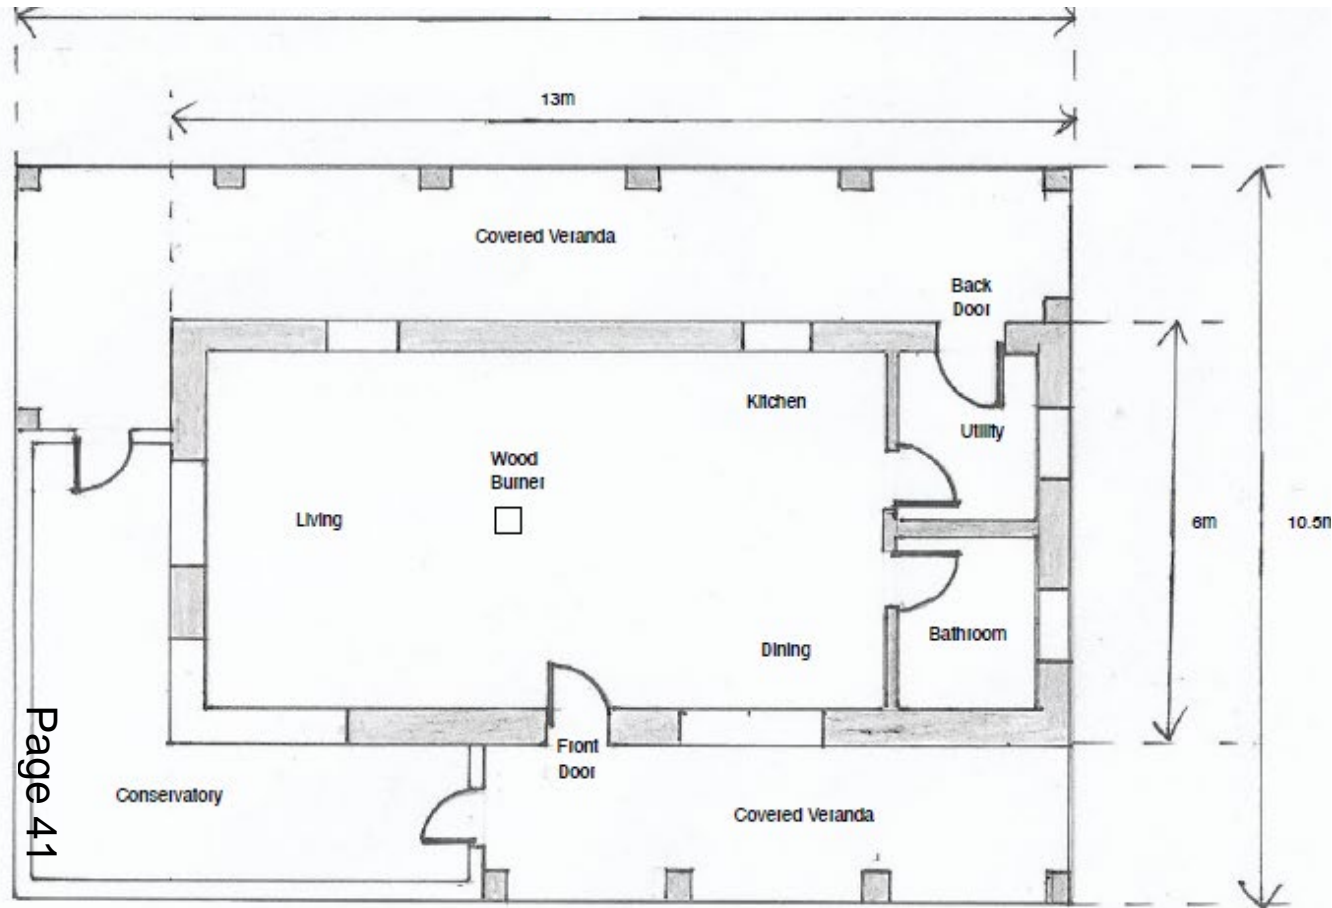 13m
Covered Veranda
Back
Door
Kitchen
Utility
Wood
Burner
Living
6m
10.5m
Bathroom
Dining
Front
Door
Conservatory
Covered Veranda
Page 41